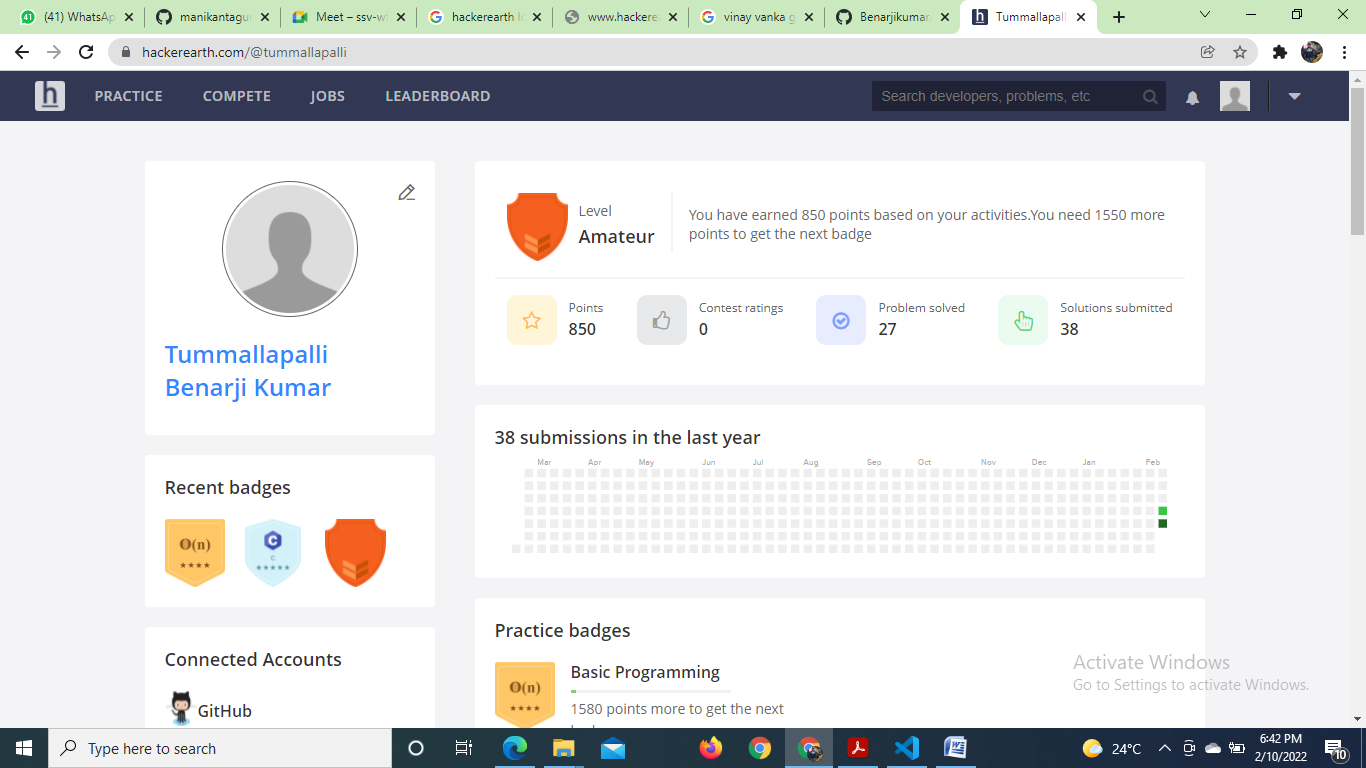 (41) WhatsAp
manikantagu
Meet – ssv-w
hackerearth lo
www.hackere
vinay vanka g
Benarjikumar
Tummallapall
hackerearth.com/@tummallapalli
h PRACTICE COMPETE JOBS LEADERBOARD
Search developers, problems, etc
Tummallapalli
Benarji Kumar
Level
Amateur
You have earned 850 points based on your activities.You need 1550 more
points to get the next badge
Points
850
Contest ratings
0
Problem solved
27
Solutions submitted
38
38 submissions in the last year
Mar Apr May Jun Jul Aug Sep Oct Nov Dec Jan Feb
Recent badges
O(n)
C
C
Connected Accounts
GitHub
Practice badges
O(n)
Basic Programming
1580 points more to get the next
Activate Windows
Go to Settings to activate Windows.
Type here to search
24°C
6:42 PM
2/10/2022
10